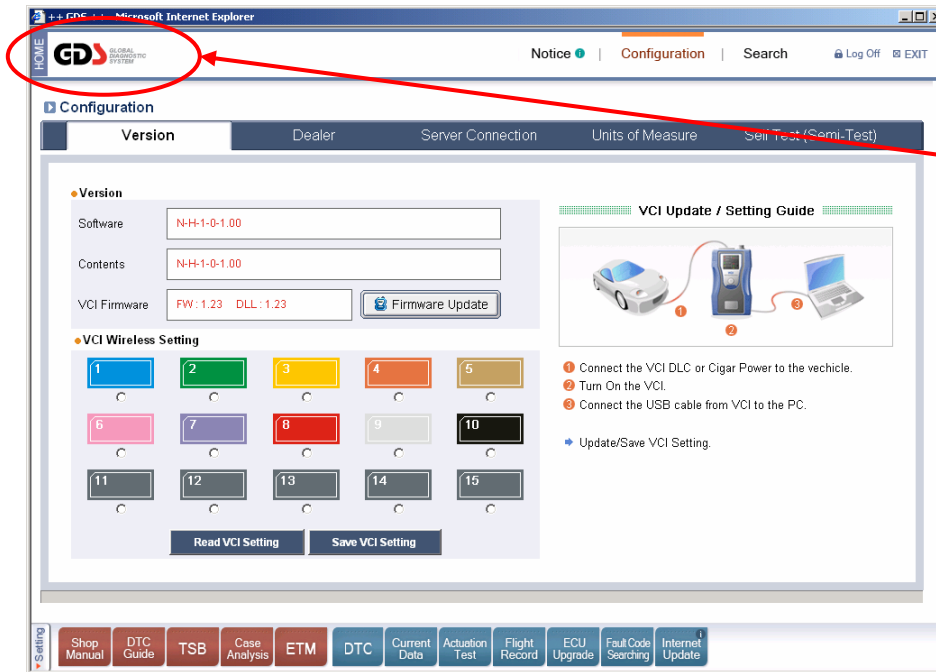 ++ GDS ++ - Microsoft Internet Explorer
HOME
GDS GLOBAL DIAGNOSTIC SYSTEM
Notice | Configuration | Search Log Off EXIT
Configuration
Version Dealer Server Connection Units of Measure Self Test (Semi-Test)
Version
Software N-H-1-0-1.00
Contents N-H-1-0-1.00
VCI Firmware FW : 1.23 DLL : 1.23 Firmware Update
VCI Wireless Setting
1 2 3 4 5
6 7 8 9 10
11 12 13 14 15
Read VCI Setting Save VCI Setting
VCI Update / Setting Guide
1 2 3
1 Connect the VCI DLC or Cigar Power to the vechicle.
2 Turn On the VCI.
3 Connect the USB cable from VCI to the PC.
Update/Save VCI Setting.
Setting
Shop Manual
DTC Guide
TSB
Case Analysis
ETM
DTC
Current Data
Actuation Test
Flight Record
ECU Upgrade
Fault Code Searching
Internet Update